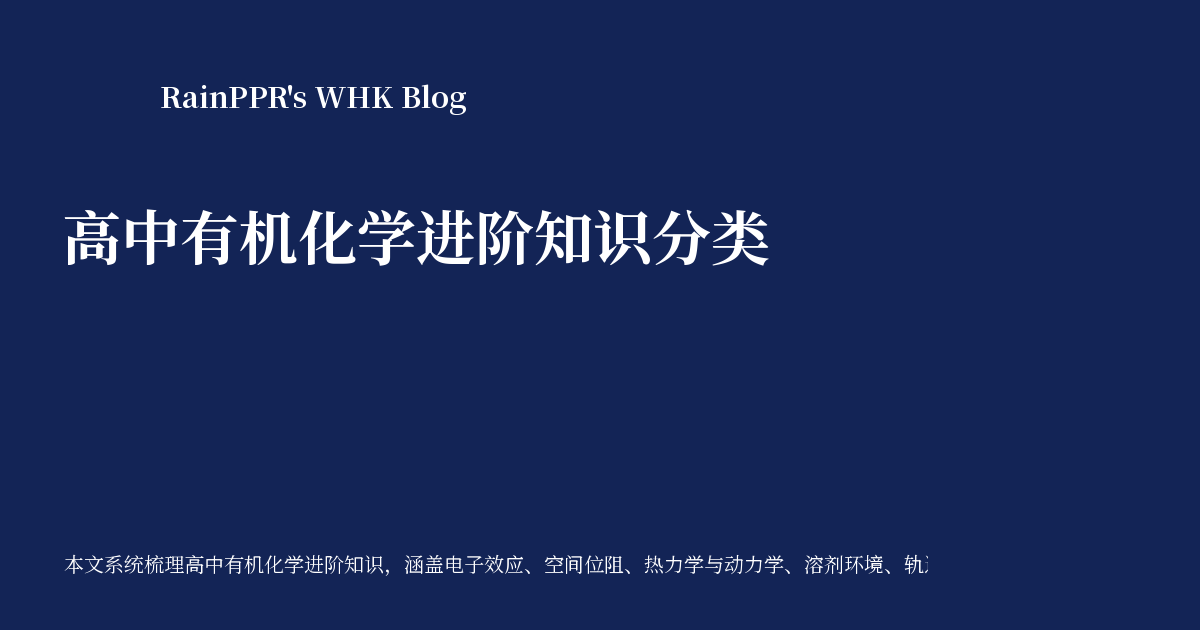 RainPPR's WHK Blog
高中有机化学进阶知识分类
本文系统梳理高中有机化学进阶知识，涵盖电子效应、空间位阻、热力学与动力学、溶剂环境、轨